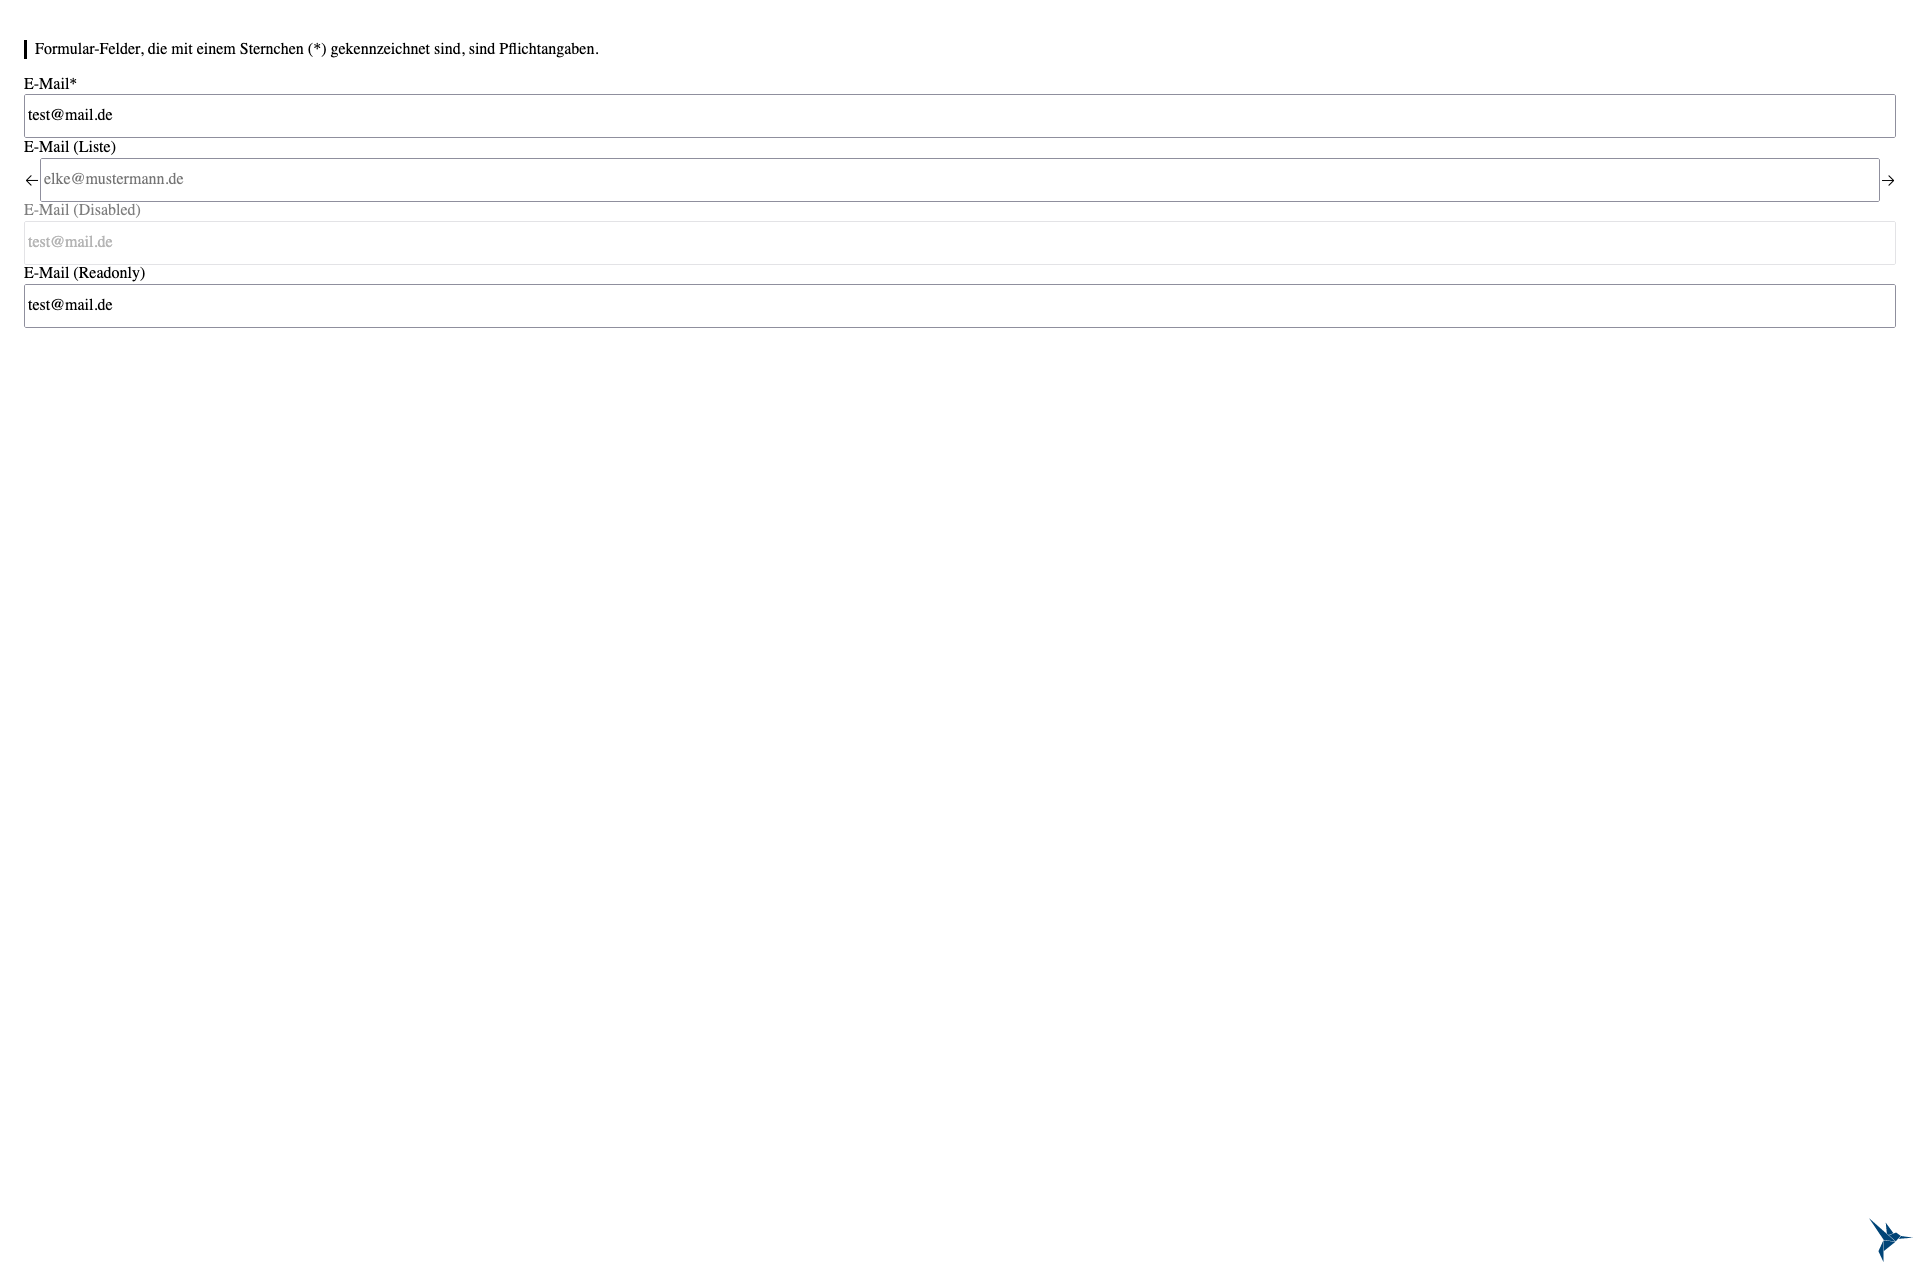 Formular-Felder, die mit einem Sternchen (*) gekennzeichnet sind, sind Pflichtangaben.
E-Mail*
test@mail.de
E-Mail (Liste)
← elke@mustermann.de →
E-Mail (Disabled)
test@mail.de
E-Mail (Readonly)
test@mail.de